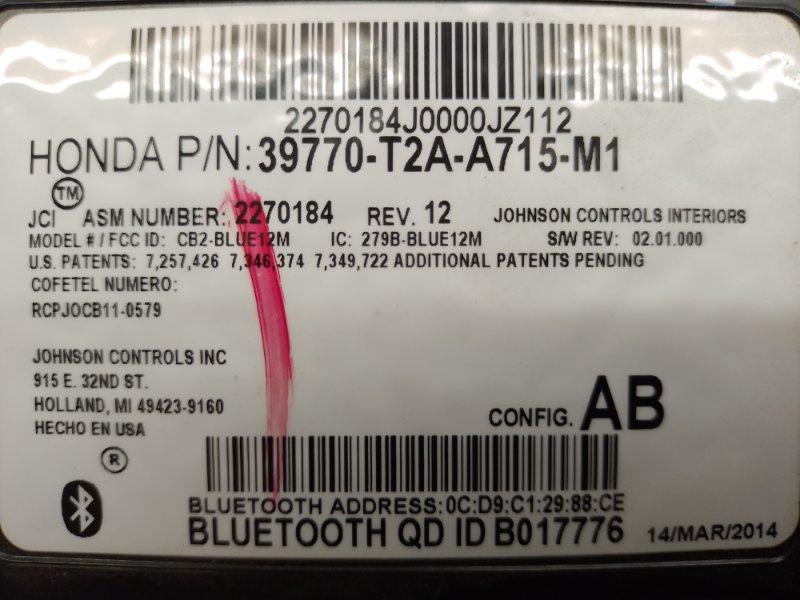 2270184J0000JZ112
HONDA P/N: 39770-T2A-A715-M1
TM
JCI ASM NUMBER: 2270184 REV. 12 JOHNSON CONTROLS INTERIORS
MODEL # / FCC ID: CB2-BLUE12M IC: 279B-BLUE12M S/W REV: 02.01.000
U.S. PATENTS: 7,257,426 7,346,374 7,349,722 ADDITIONAL PATENTS PENDING
COFETEL NUMERO:
RCPJOCB11-0579
JOHNSON CONTROLS INC
915 E. 32ND ST.
HOLLAND, MI 49423-9160
HECHO EN USA
CONFIG. AB
®
BLUETOOTH ADDRESS:0C:D9:C1:29:88:CE
BLUETOOTH QD ID B017776 14/MAR/2014